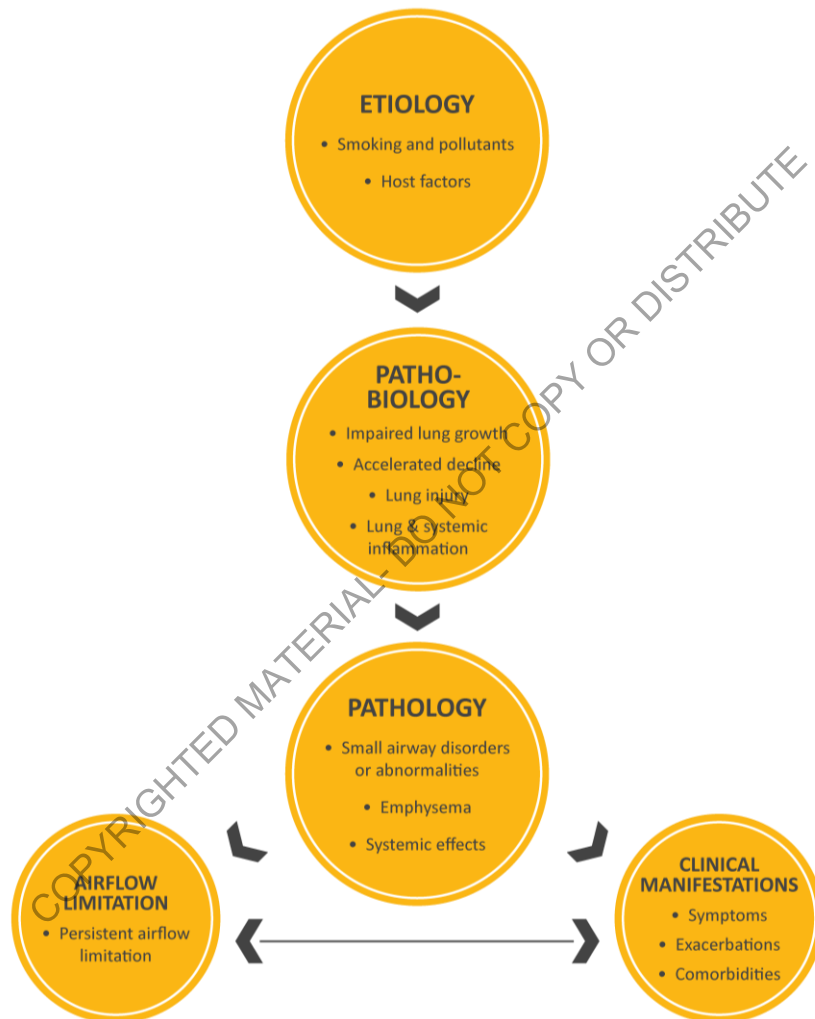 ETIOLOGY
• Smoking and pollutants
• Host factors
PATHO-
BIOLOGY
• Impaired lung growth
• Accelerated decline
• Lung injury
• Lung & systemic
inflammation
PATHOLOGY
• Small airway disorders
or abnormalities
• Emphysema
• Systemic effects
AIRFLOW
LIMITATION
• Persistent airflow
limitation
CLINICAL
MANIFESTATIONS
• Symptoms
• Exacerbations
• Comorbidities
COPYRIGHTED MATERIAL- DO NOT COPY OR DISTRIBUTE